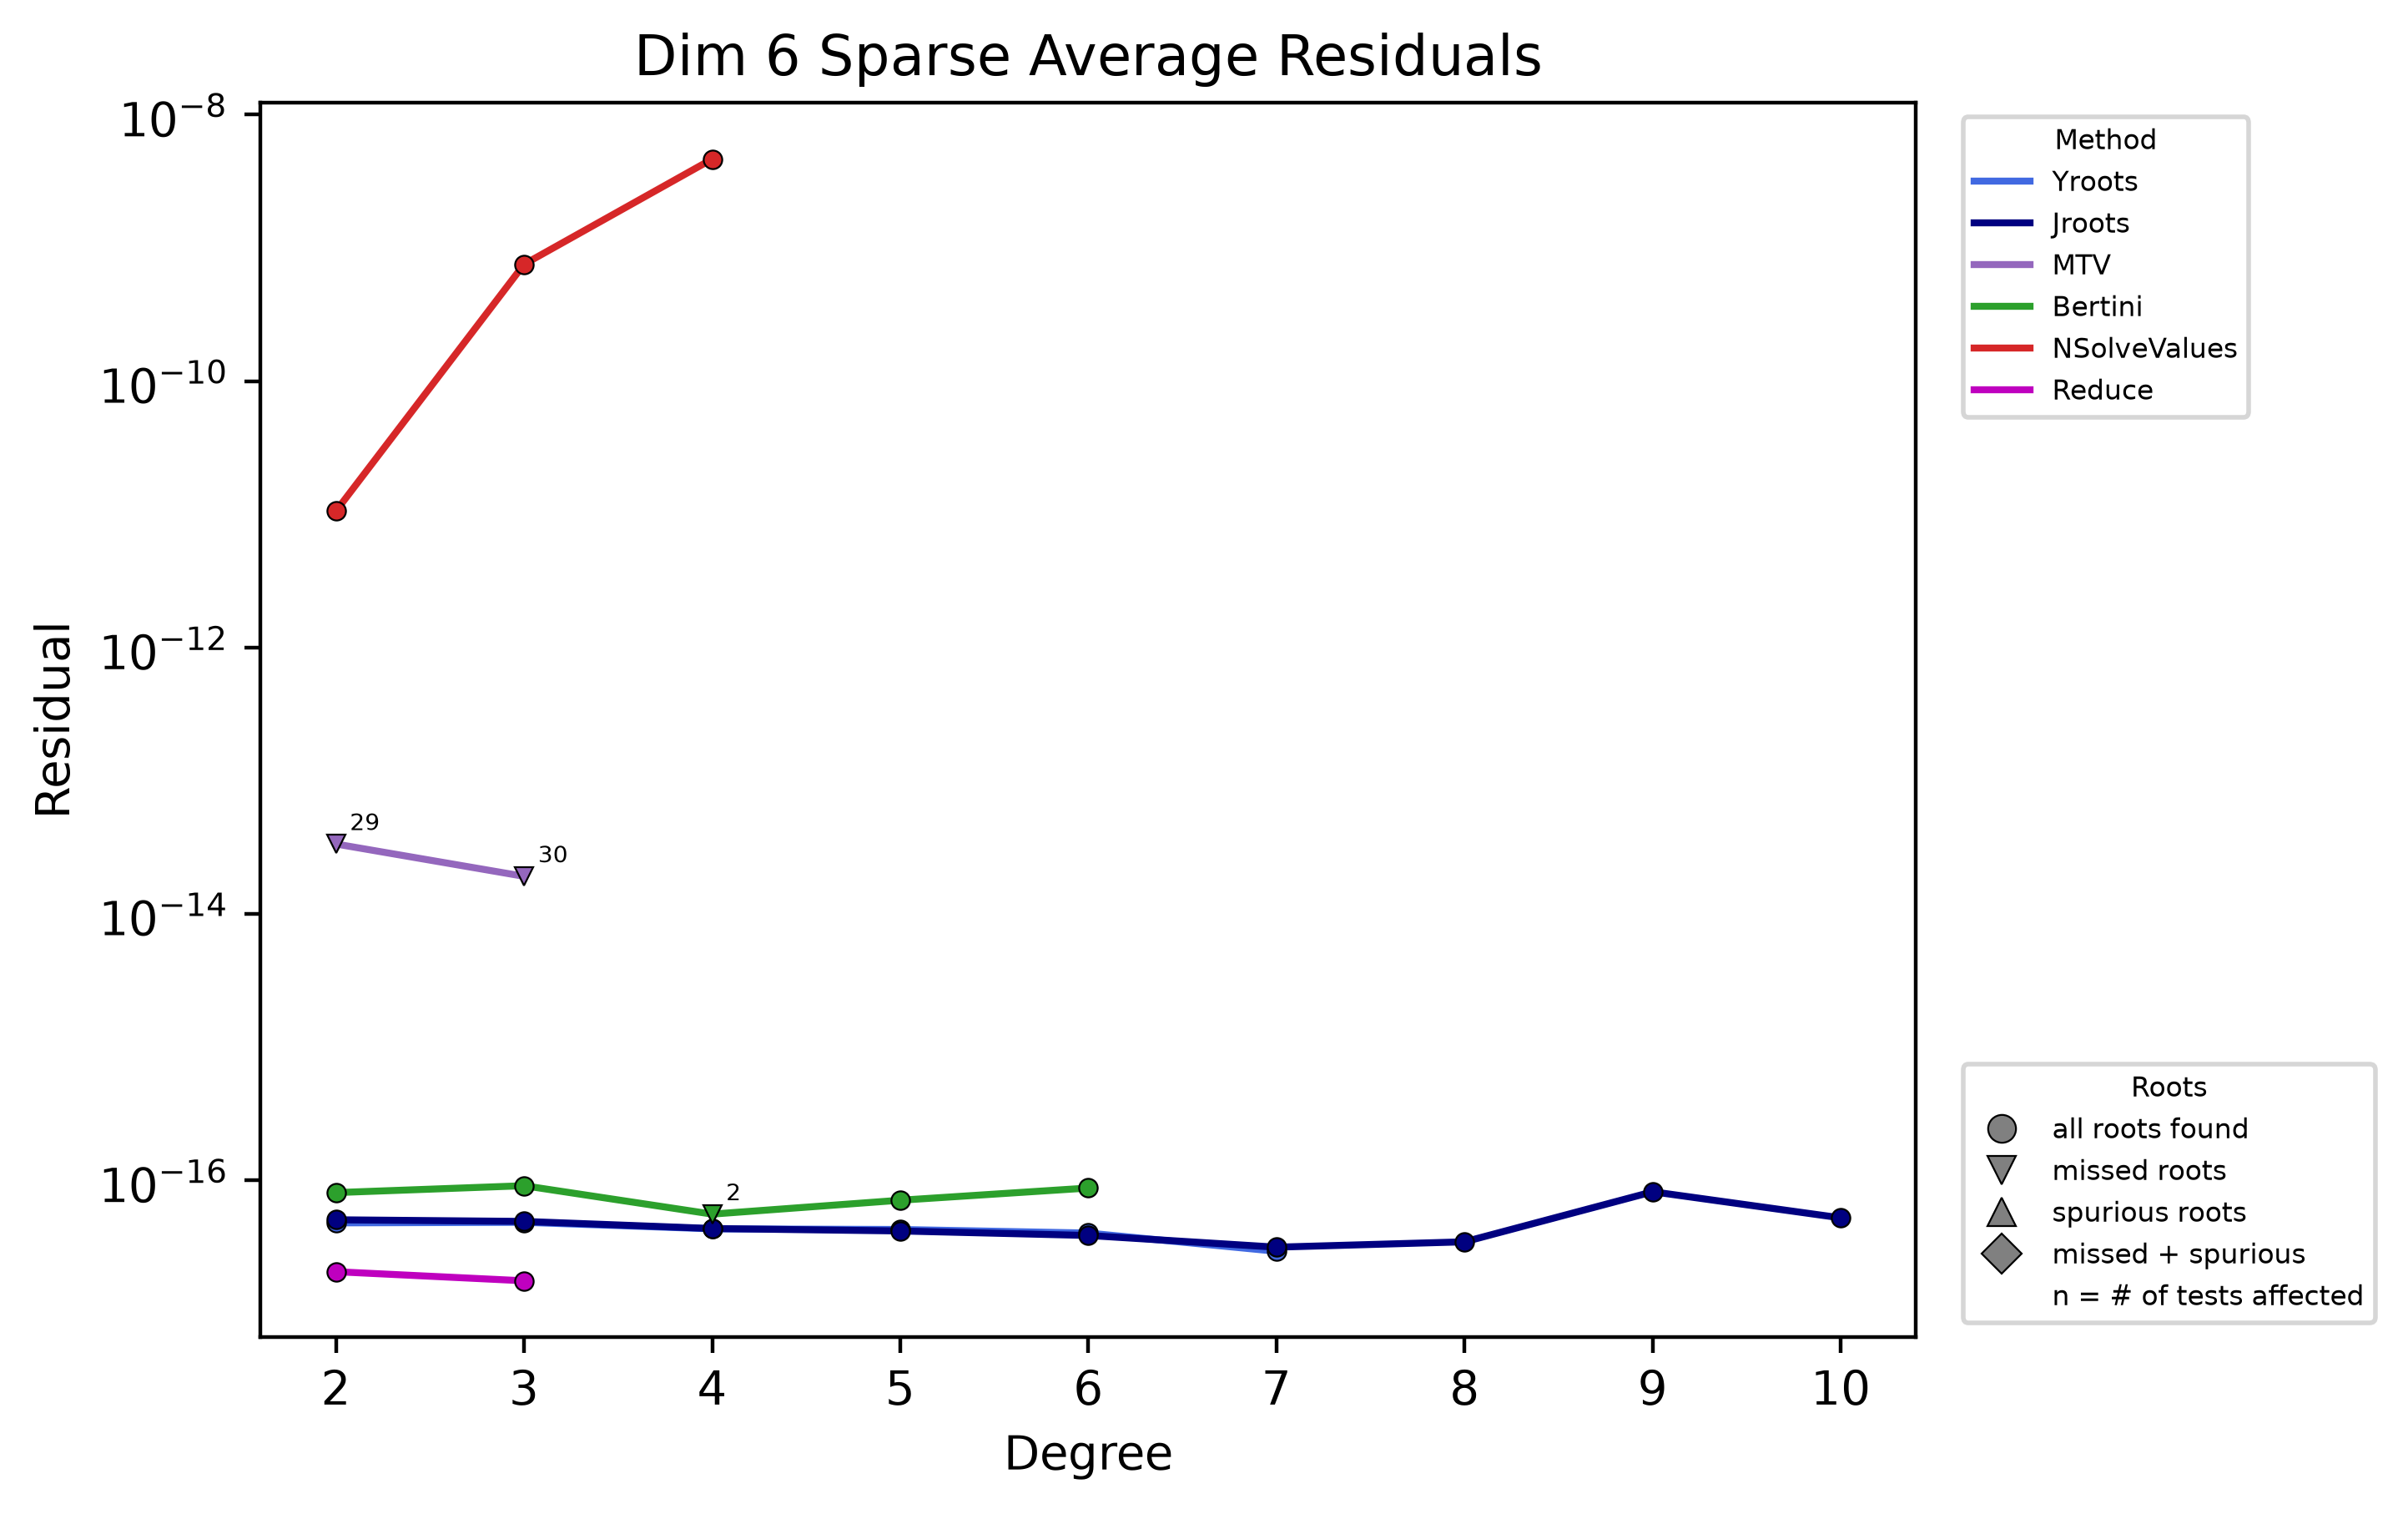 Dim 6 Sparse Average Residuals
10⁻⁸
10⁻¹⁰
10⁻¹²
10⁻¹⁴
10⁻¹⁶
Residual
29
30
2
2 3 4 5 6 7 8 9 10
Degree
Method
Yroots
Jroots
MTV
Bertini
NSolveValues
Reduce
Roots
all roots found
missed roots
spurious roots
missed + spurious
n = # of tests affected